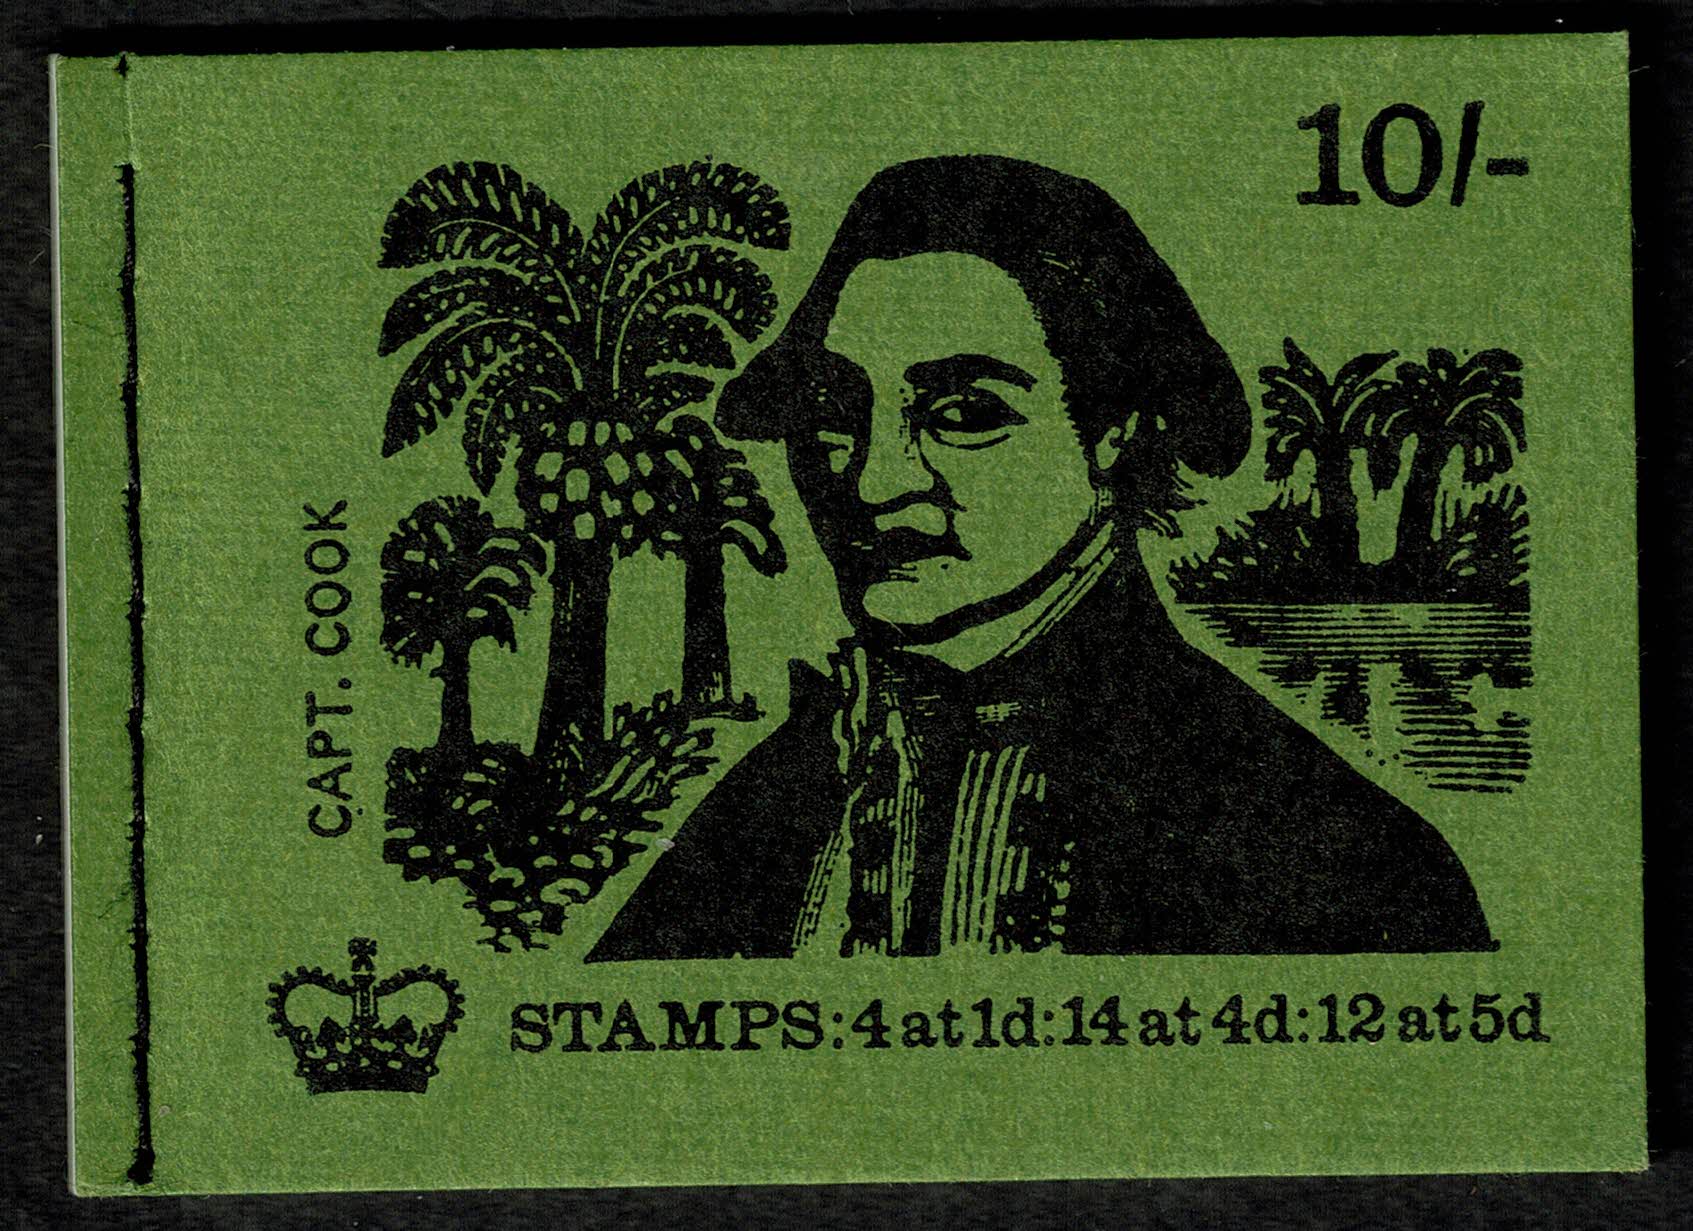 10/-
CAPT. COOK
STAMPS:4 at 1d:14 at 4d:12 at 5d